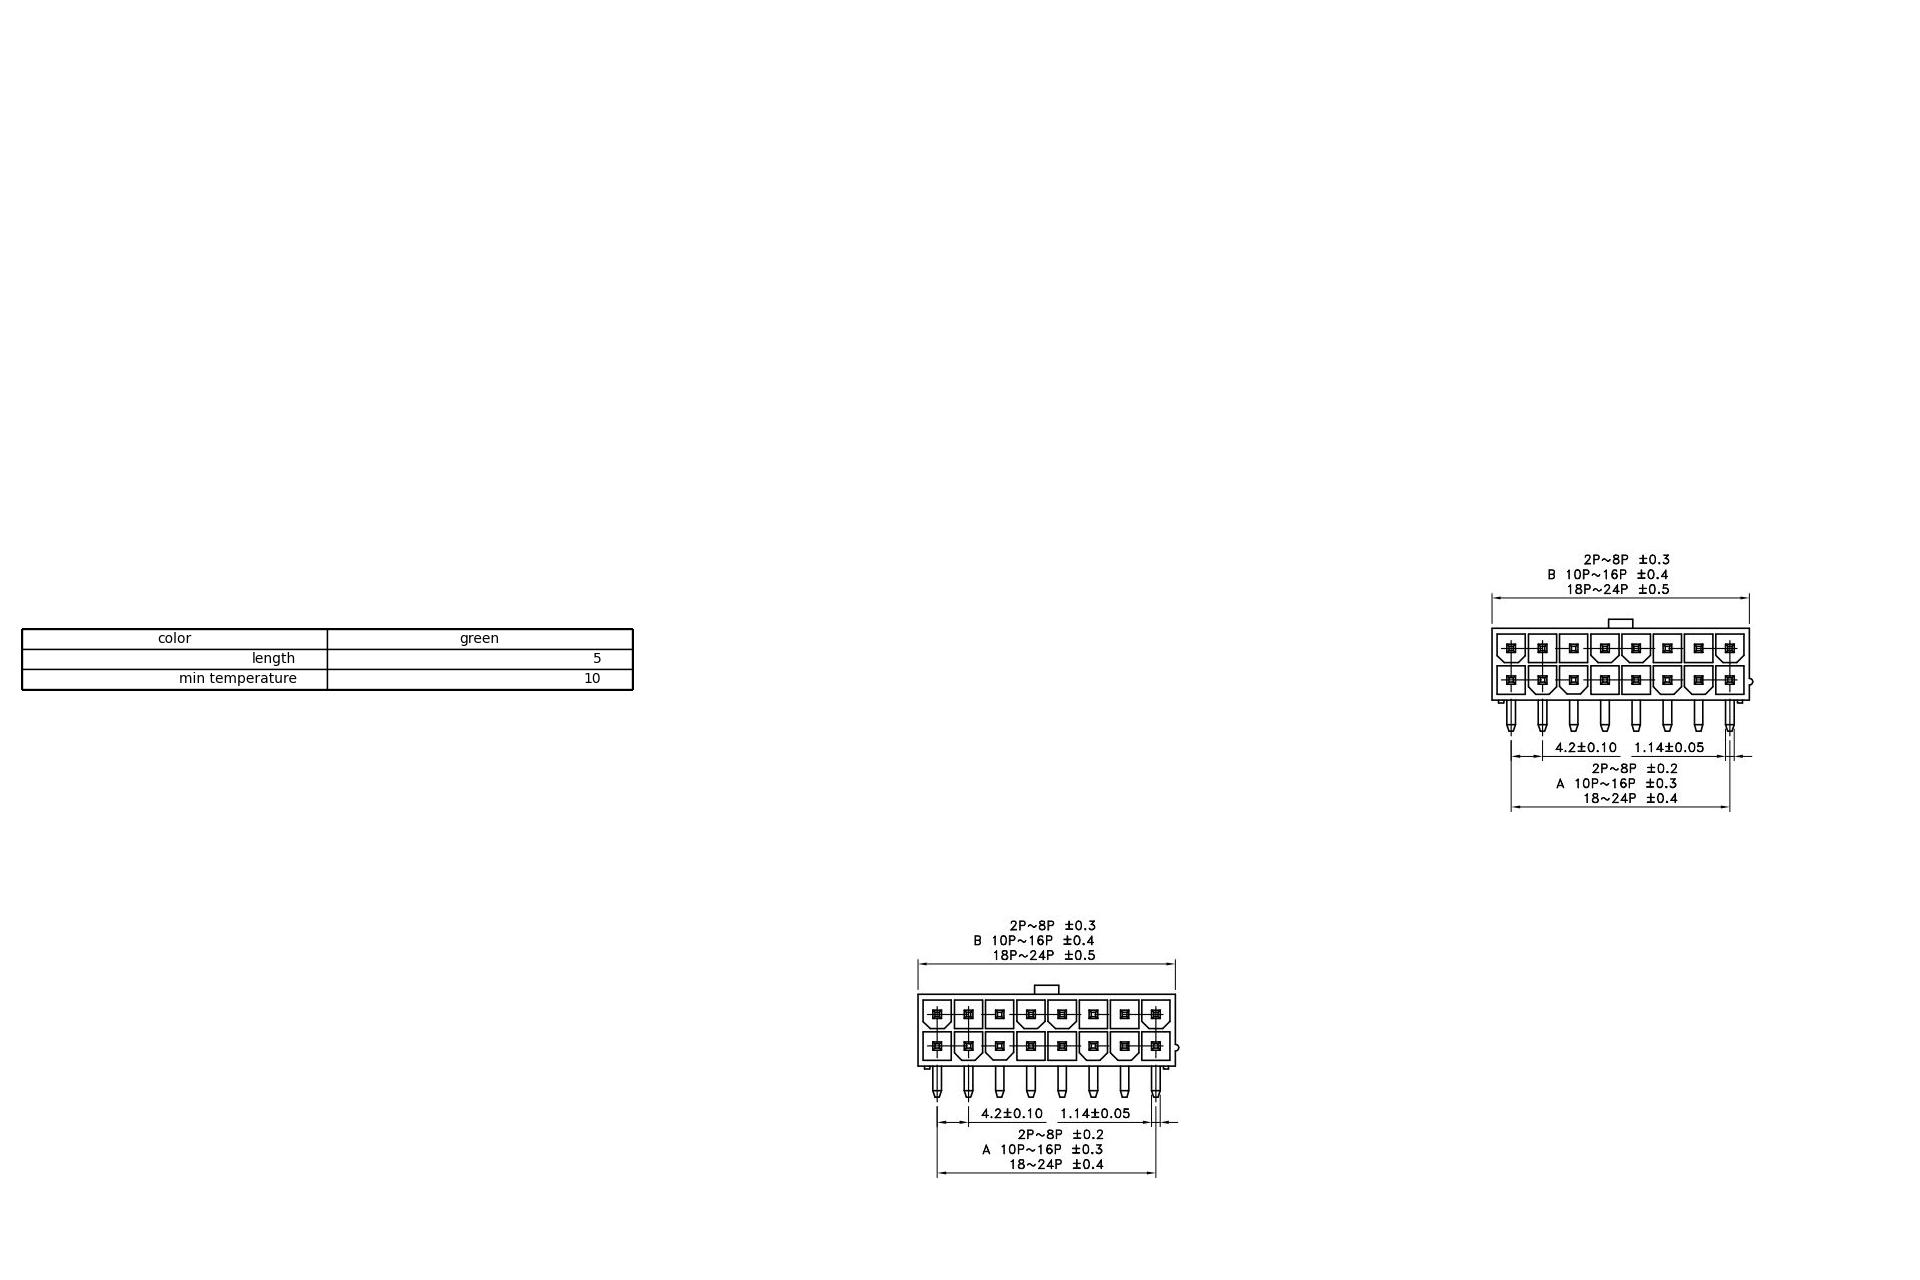 color green
length 5
min temperature 10
2P~8P ±0.3
B 10P~16P ±0.4
18P~24P ±0.5
4.2±0.10 1.14±0.05
2P~8P ±0.2
A 10P~16P ±0.3
18~24P ±0.4
2P~8P ±0.3
B 10P~16P ±0.4
18P~24P ±0.5
4.2±0.10 1.14±0.05
2P~8P ±0.2
A 10P~16P ±0.3
18~24P ±0.4